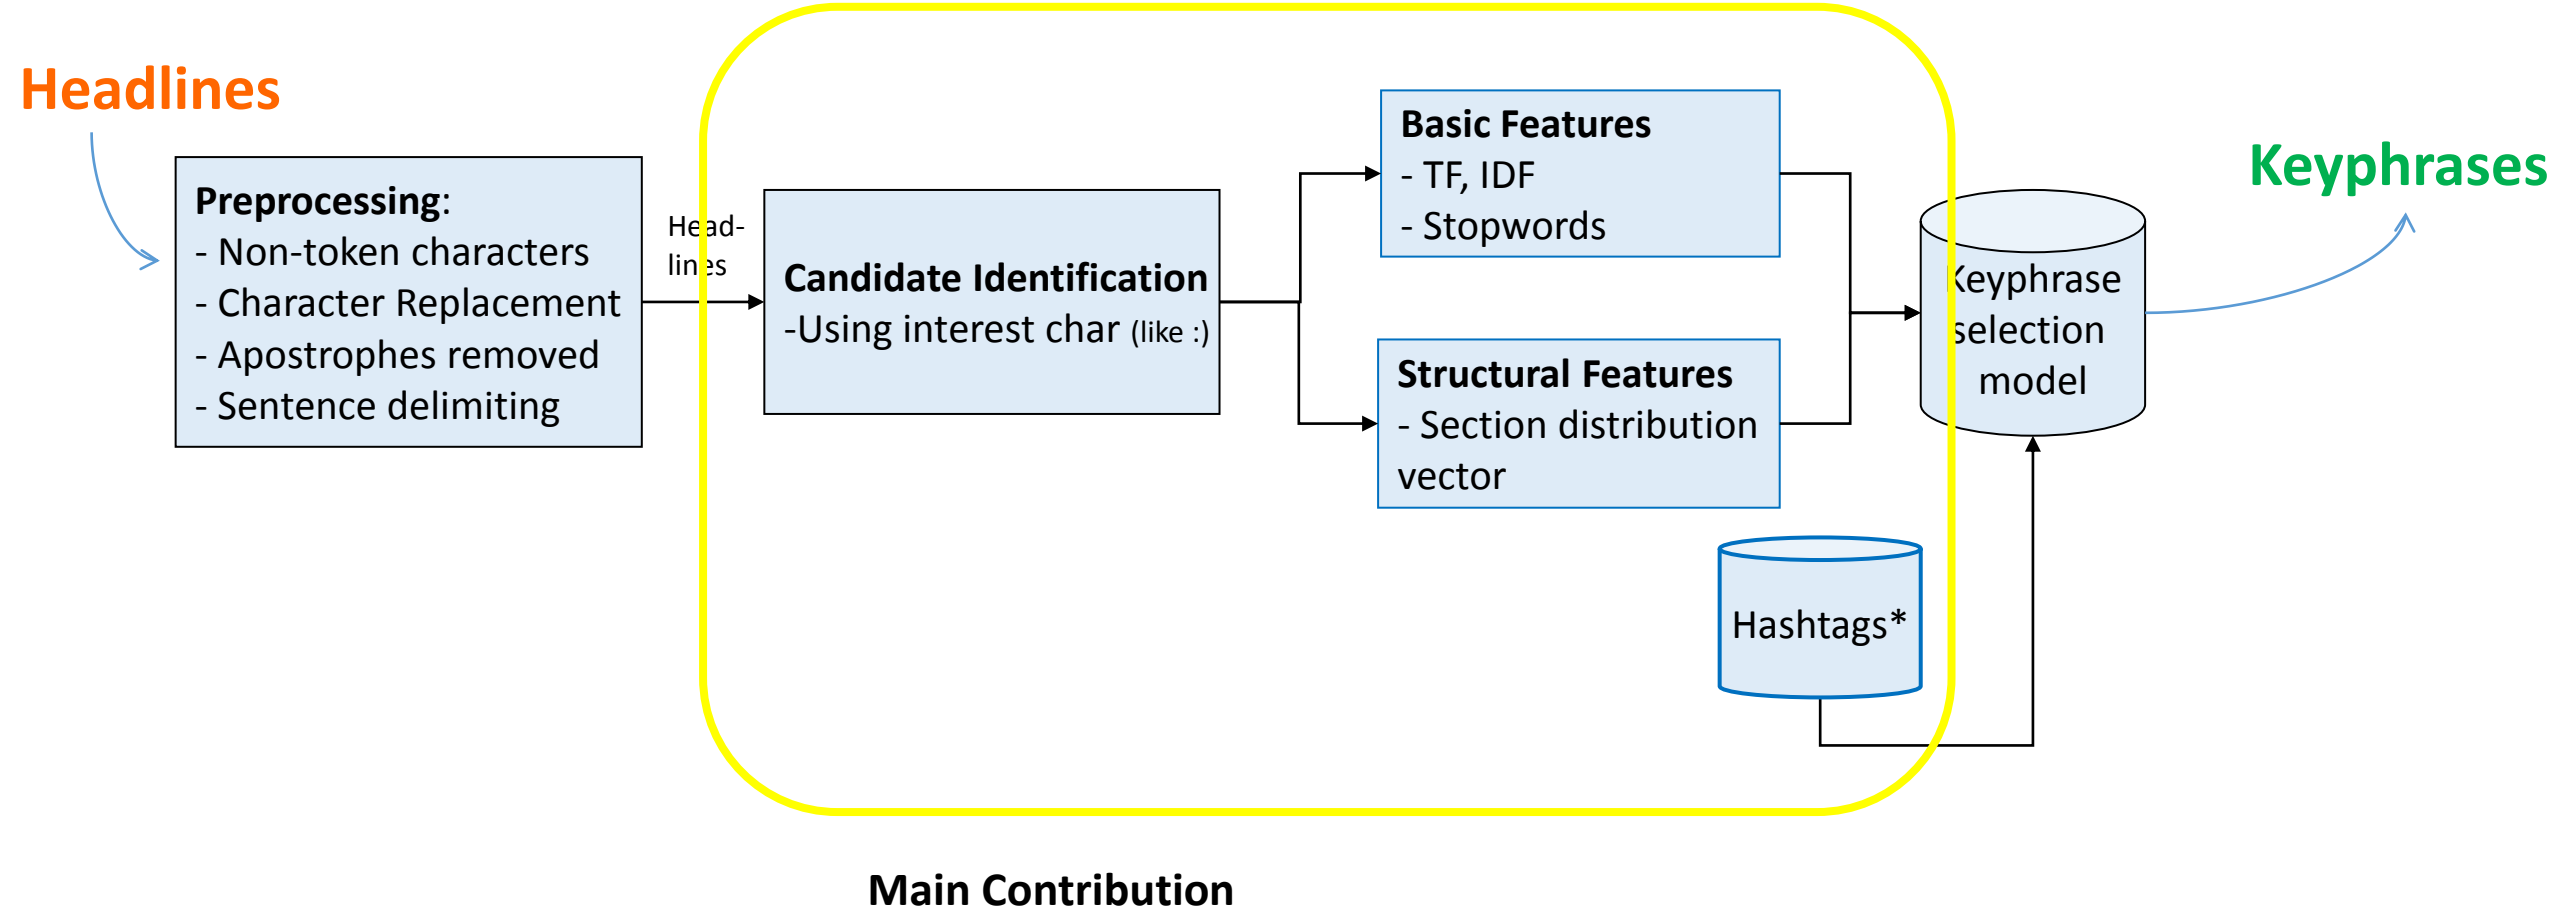 Headlines
Preprocessing:
- Non-token characters
- Character Replacement
- Apostrophes removed
- Sentence delimiting
Head-
lines
Candidate Identification
-Using interest char (like :)
Basic Features
- TF, IDF
- Stopwords
Structural Features
- Section distribution
vector
Hashtags*
Keyphrase
selection
model
Keyphrases
Main Contribution